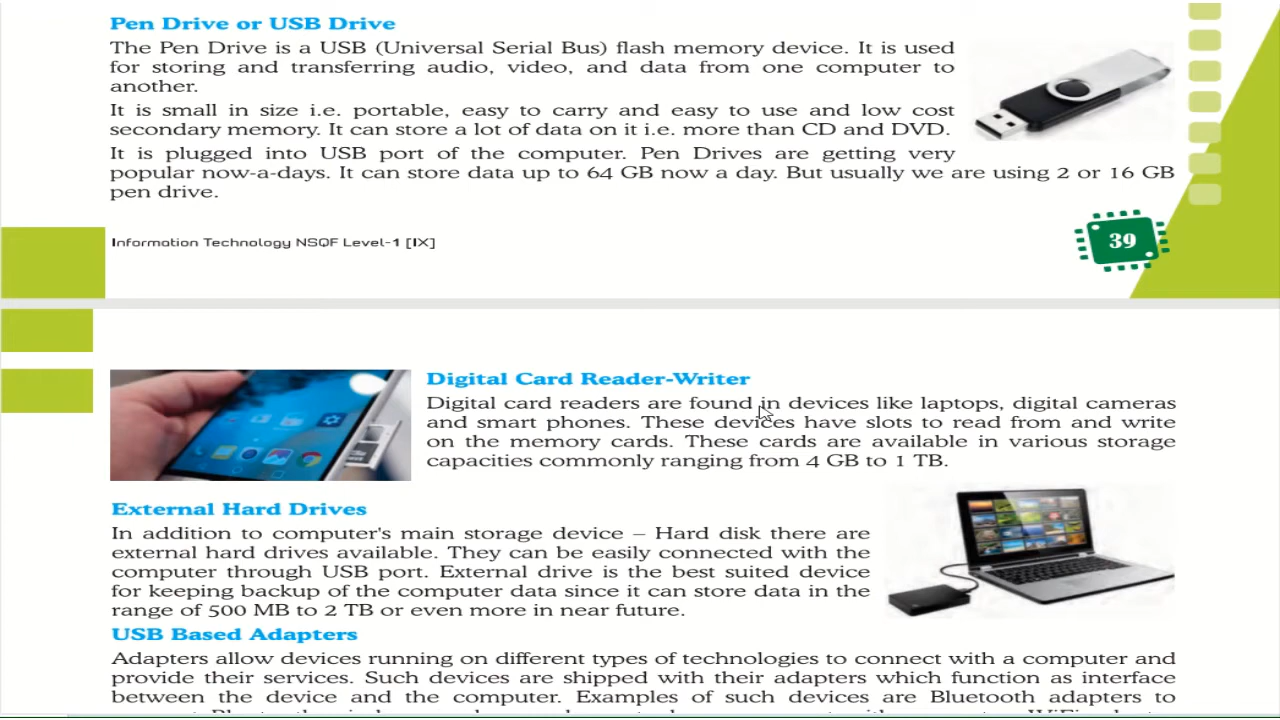 Pen Drive or USB Drive
The Pen Drive is a USB (Universal Serial Bus) flash memory device. It is used
for storing and transferring audio, video, and data from one computer to
another.
It is small in size i.e. portable, easy to carry and easy to use and low cost
secondary memory. It can store a lot of data on it i.e. more than CD and DVD.
It is plugged into USB port of the computer. Pen Drives are getting very
popular now-a-days. It can store data up to 64 GB now a day. But usually we are using 2 or 16 GB
pen drive.
Information Technology NSQF Level-1 [IX]
39
Digital Card Reader-Writer
Digital card readers are found in devices like laptops, digital cameras
and smart phones. These devices have slots to read from and write
on the memory cards. These cards are available in various storage
capacities commonly ranging from 4 GB to 1 TB.
External Hard Drives
In addition to computer's main storage device – Hard disk there are
external hard drives available. They can be easily connected with the
computer through USB port. External drive is the best suited device
for keeping backup of the computer data since it can store data in the
range of 500 MB to 2 TB or even more in near future.
USB Based Adapters
Adapters allow devices running on different types of technologies to connect with a computer and
provide their services. Such devices are shipped with their adapters which function as interface
between the device and the computer. Examples of such devices are Bluetooth adapters to